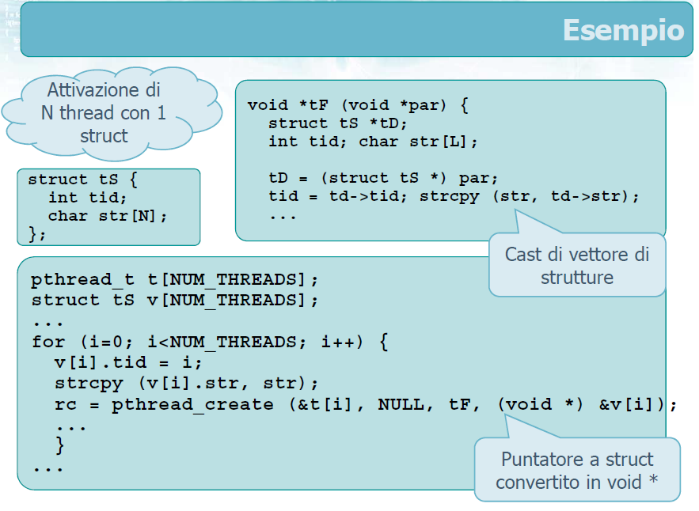 Esempio
Attivazione di
N thread con 1
struct
void *tF (void *par) {
struct tS *tD;
int tid; char str[L];
tD = (struct tS *) par;
tid = td->tid; strcpy (str, td->str);
...
struct tS {
int tid;
char str[N];
};
Cast di vettore di
strutture
pthread_t t[NUM_THREADS];
struct tS v[NUM_THREADS];
...
for (i=0; i<NUM_THREADS; i++) {
v[i].tid = i;
strcpy (v[i].str, str);
rc = pthread_create (&t[i], NULL, tF, (void *) &v[i]);
...
}
...
Puntatore a struct
convertito in void *